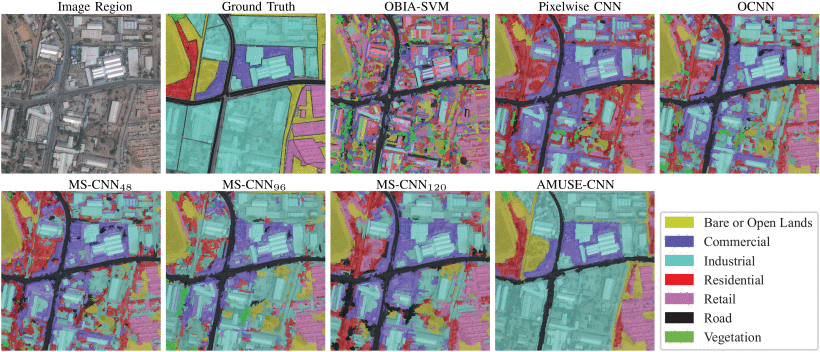 Image Region
Ground Truth
OBIA-SVM
Pixelwise CNN
OCNN
MS-CNN48
MS-CNN96
MS-CNN120
AMUSE-CNN
Bare or Open Lands
Commercial
Industrial
Residential
Retail
Road
Vegetation